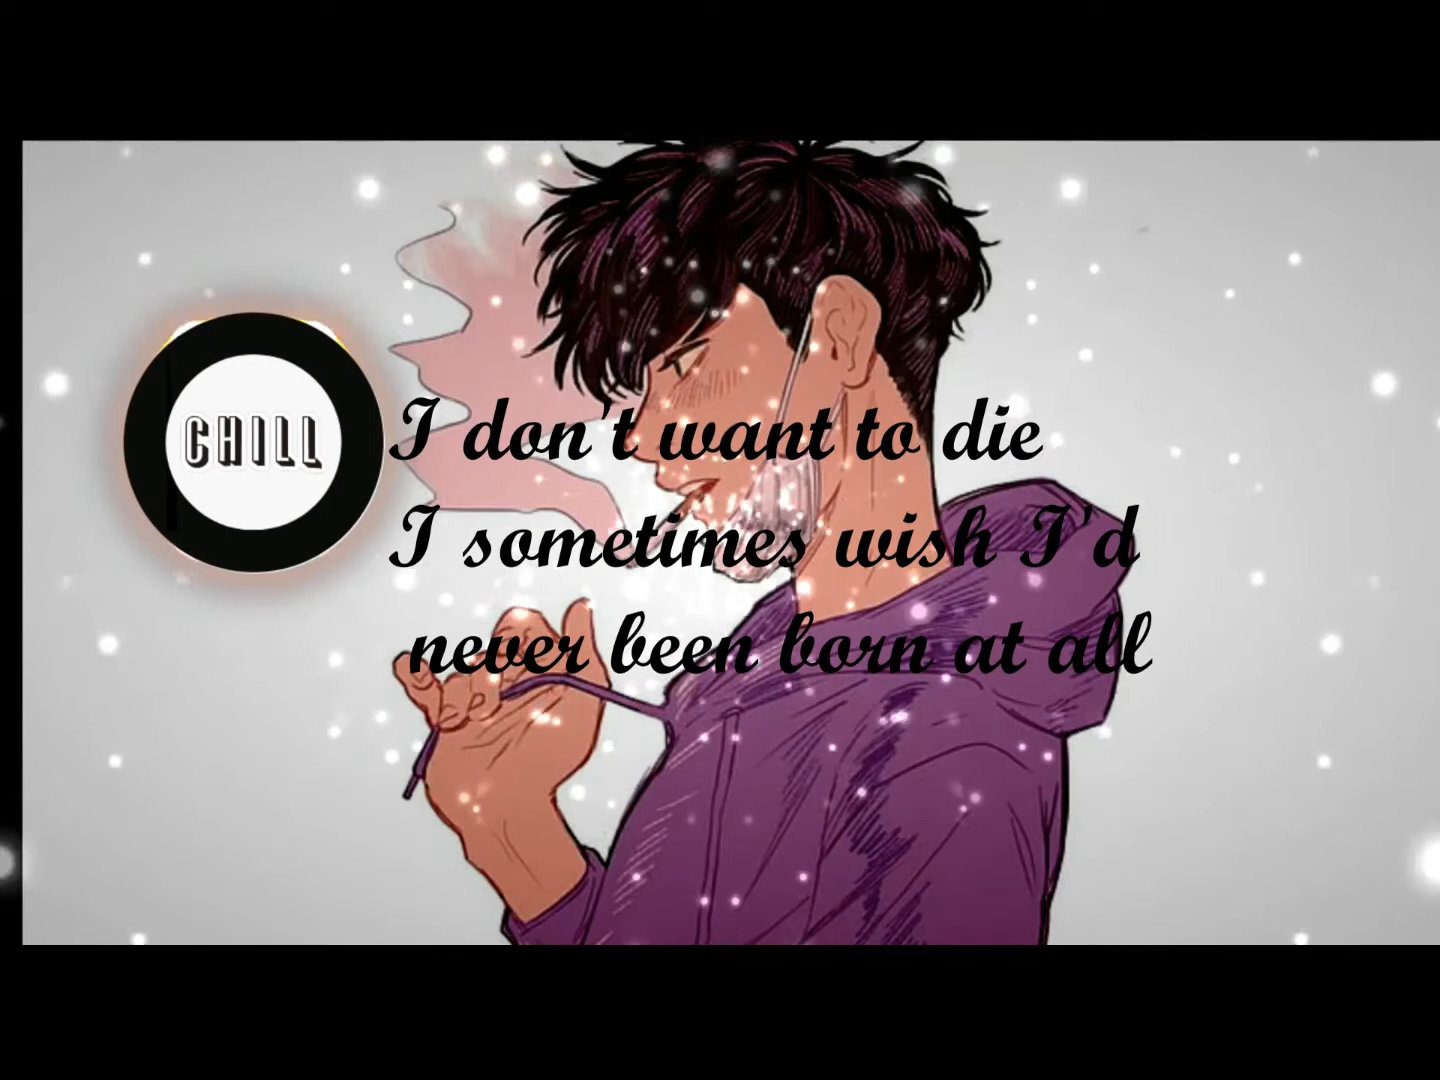 CHILL
I don't want to die
I sometimes wish I'd
never been born at all